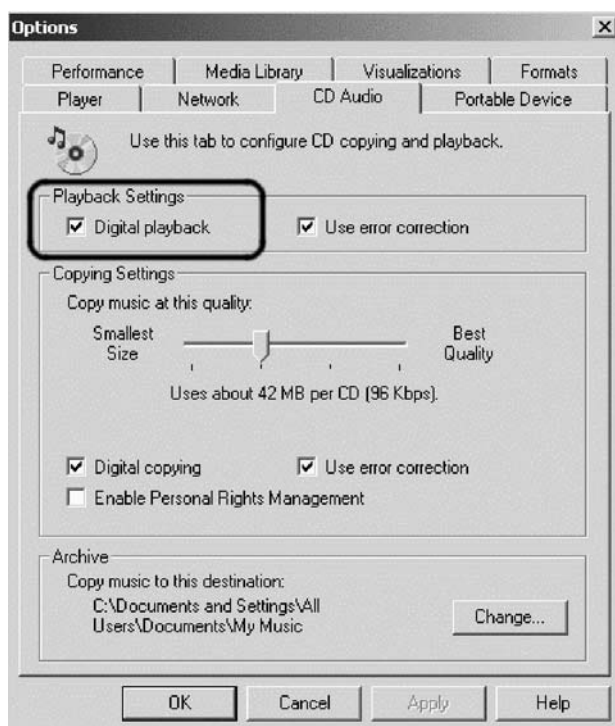 Options
Performance Media Library Visualizations Formats
Player Network CD Audio Portable Device
Use this tab to configure CD copying and playback.
Playback Settings
Digital playback Use error correction
Copying Settings
Copy music at this quality:
Smallest Size Best Quality
Uses about 42 MB per CD (96 Kbps).
Digital copying Use error correction
Enable Personal Rights Management
Archive
Copy music to this destination:
C:\Documents and Settings\All
Users\Documents\My Music
Change...
OK Cancel Apply Help